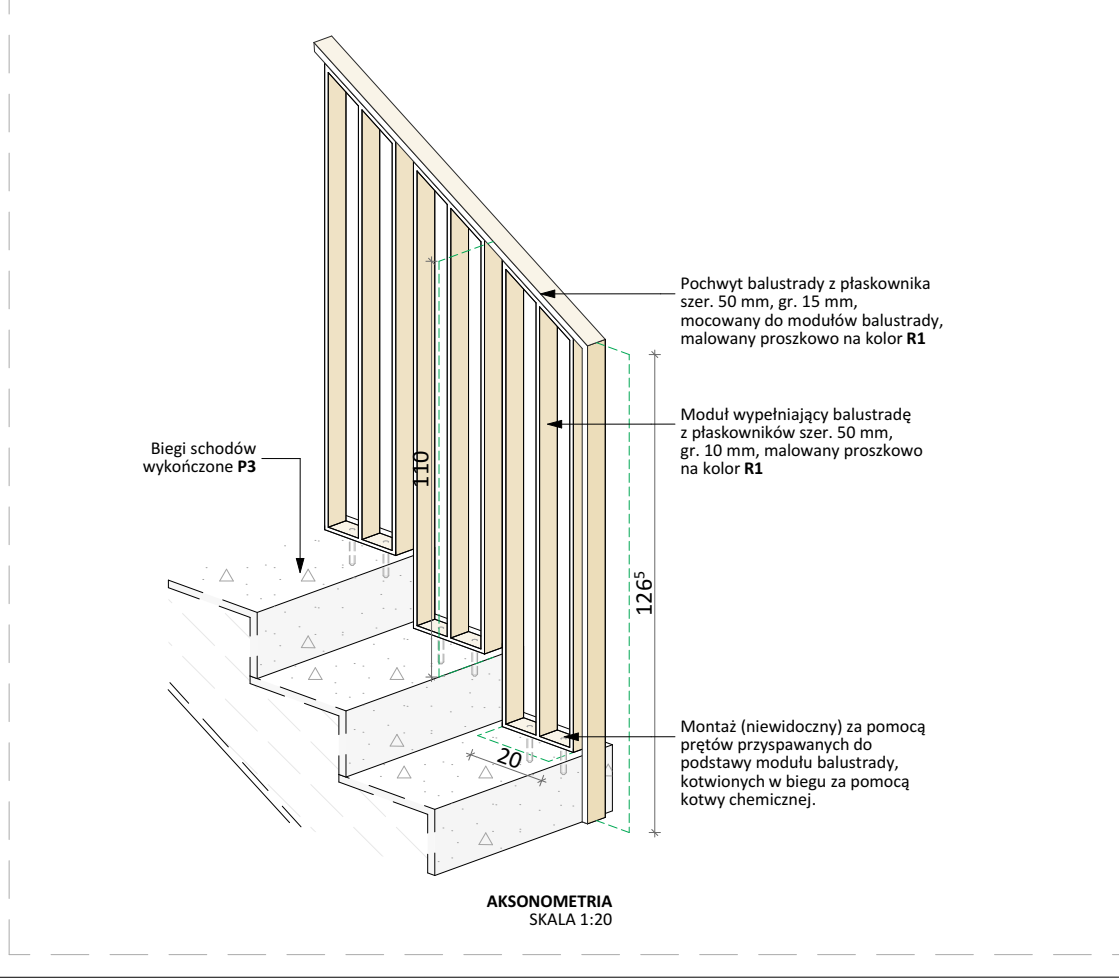 Pochwyt balustrady z płaskownika
szer. 50 mm, gr. 15 mm,
mocowany do modułów balustrady,
malowany proszkowo na kolor R1
Moduł wypełniający balustradę
z płaskowników szer. 50 mm,
gr. 10 mm, malowany proszkowo
na kolor R1
Biegi schodów
wykończone P3
110
126⁵
Montaż (niewidoczny) za pomocą
prętów przyspawanych do
podstawy modułu balustrady,
kotwionych w biegu za pomocą
kotwy chemicznej.
20
AKSONOMETRIA
SKALA 1:20